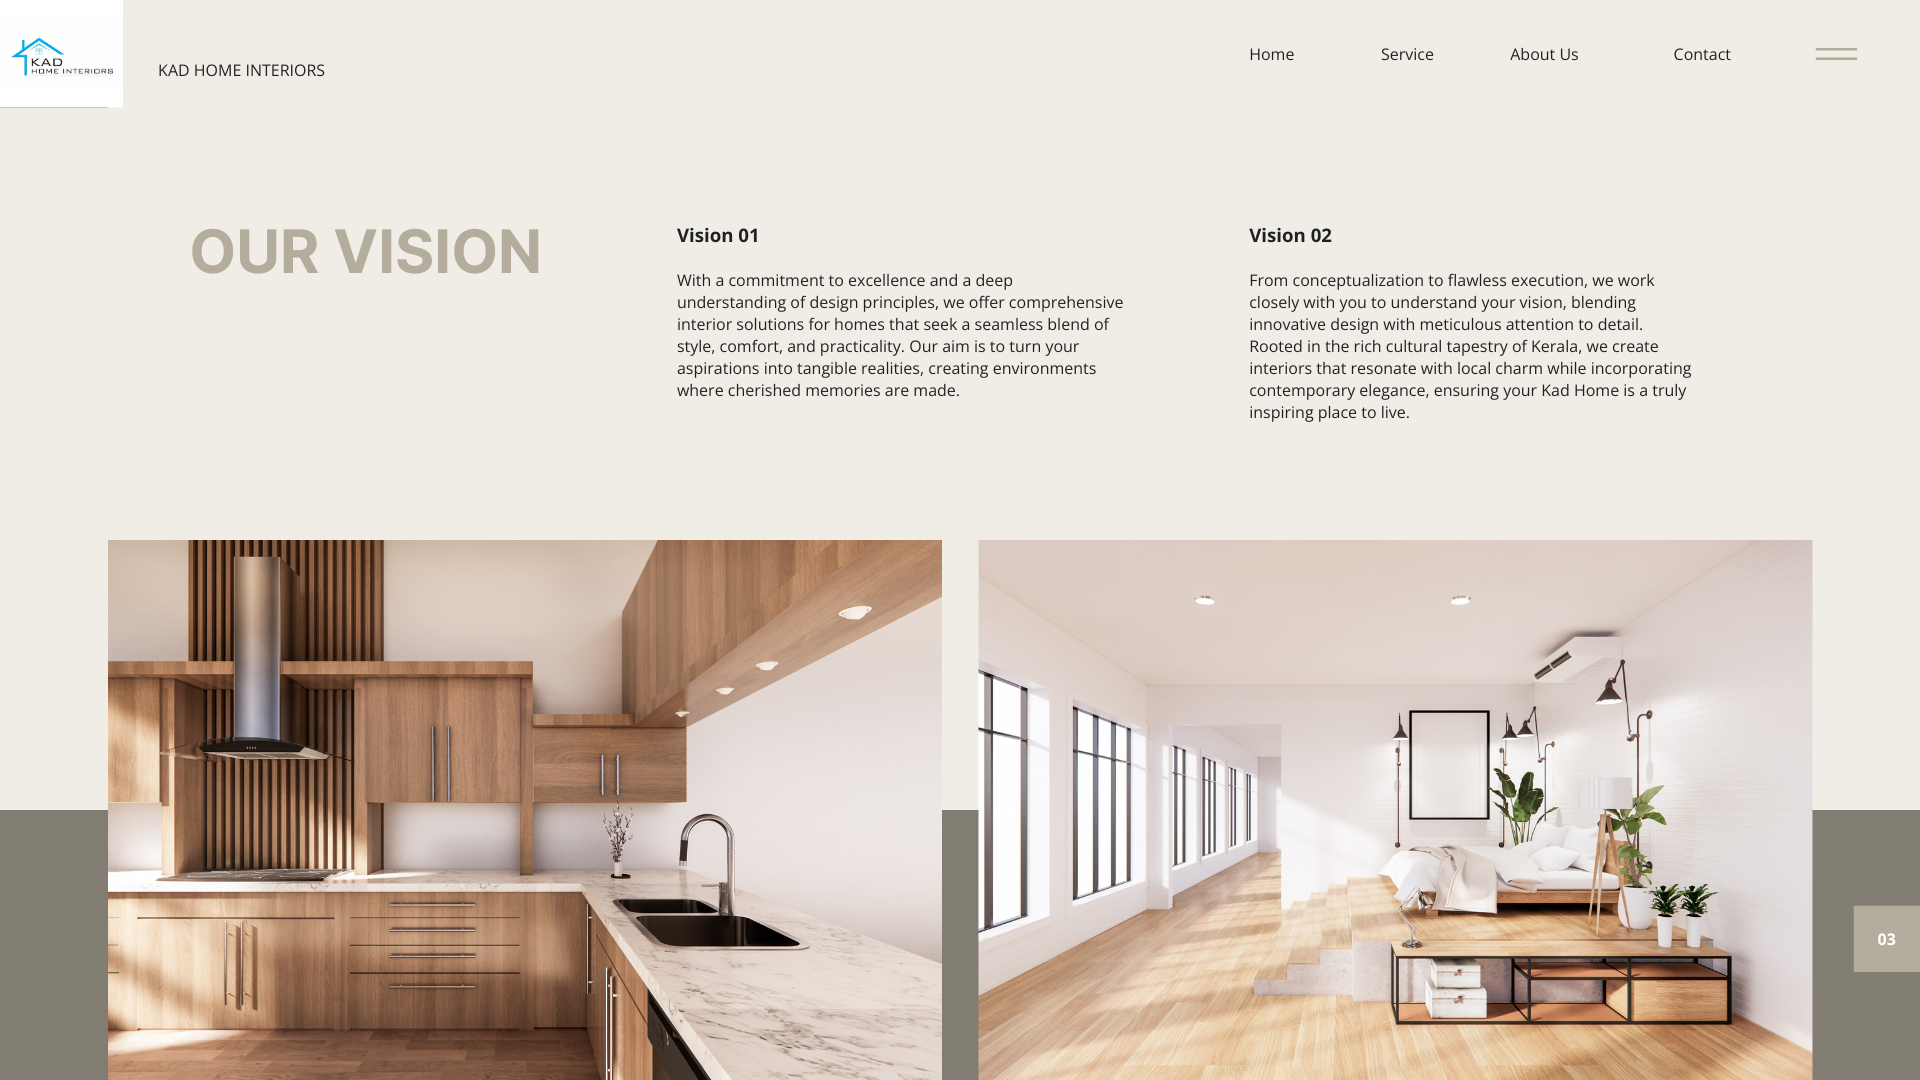 KAD
HOME INTERIORS
KAD HOME INTERIORS
Home
Service
About Us
Contact
OUR VISION
Vision 01
With a commitment to excellence and a deep
understanding of design principles, we offer comprehensive
interior solutions for homes that seek a seamless blend of
style, comfort, and practicality. Our aim is to turn your
aspirations into tangible realities, creating environments
where cherished memories are made.
Vision 02
From conceptualization to flawless execution, we work
closely with you to understand your vision, blending
innovative design with meticulous attention to detail.
Rooted in the rich cultural tapestry of Kerala, we create
interiors that resonate with local charm while incorporating
contemporary elegance, ensuring your Kad Home is a truly
inspiring place to live.
03